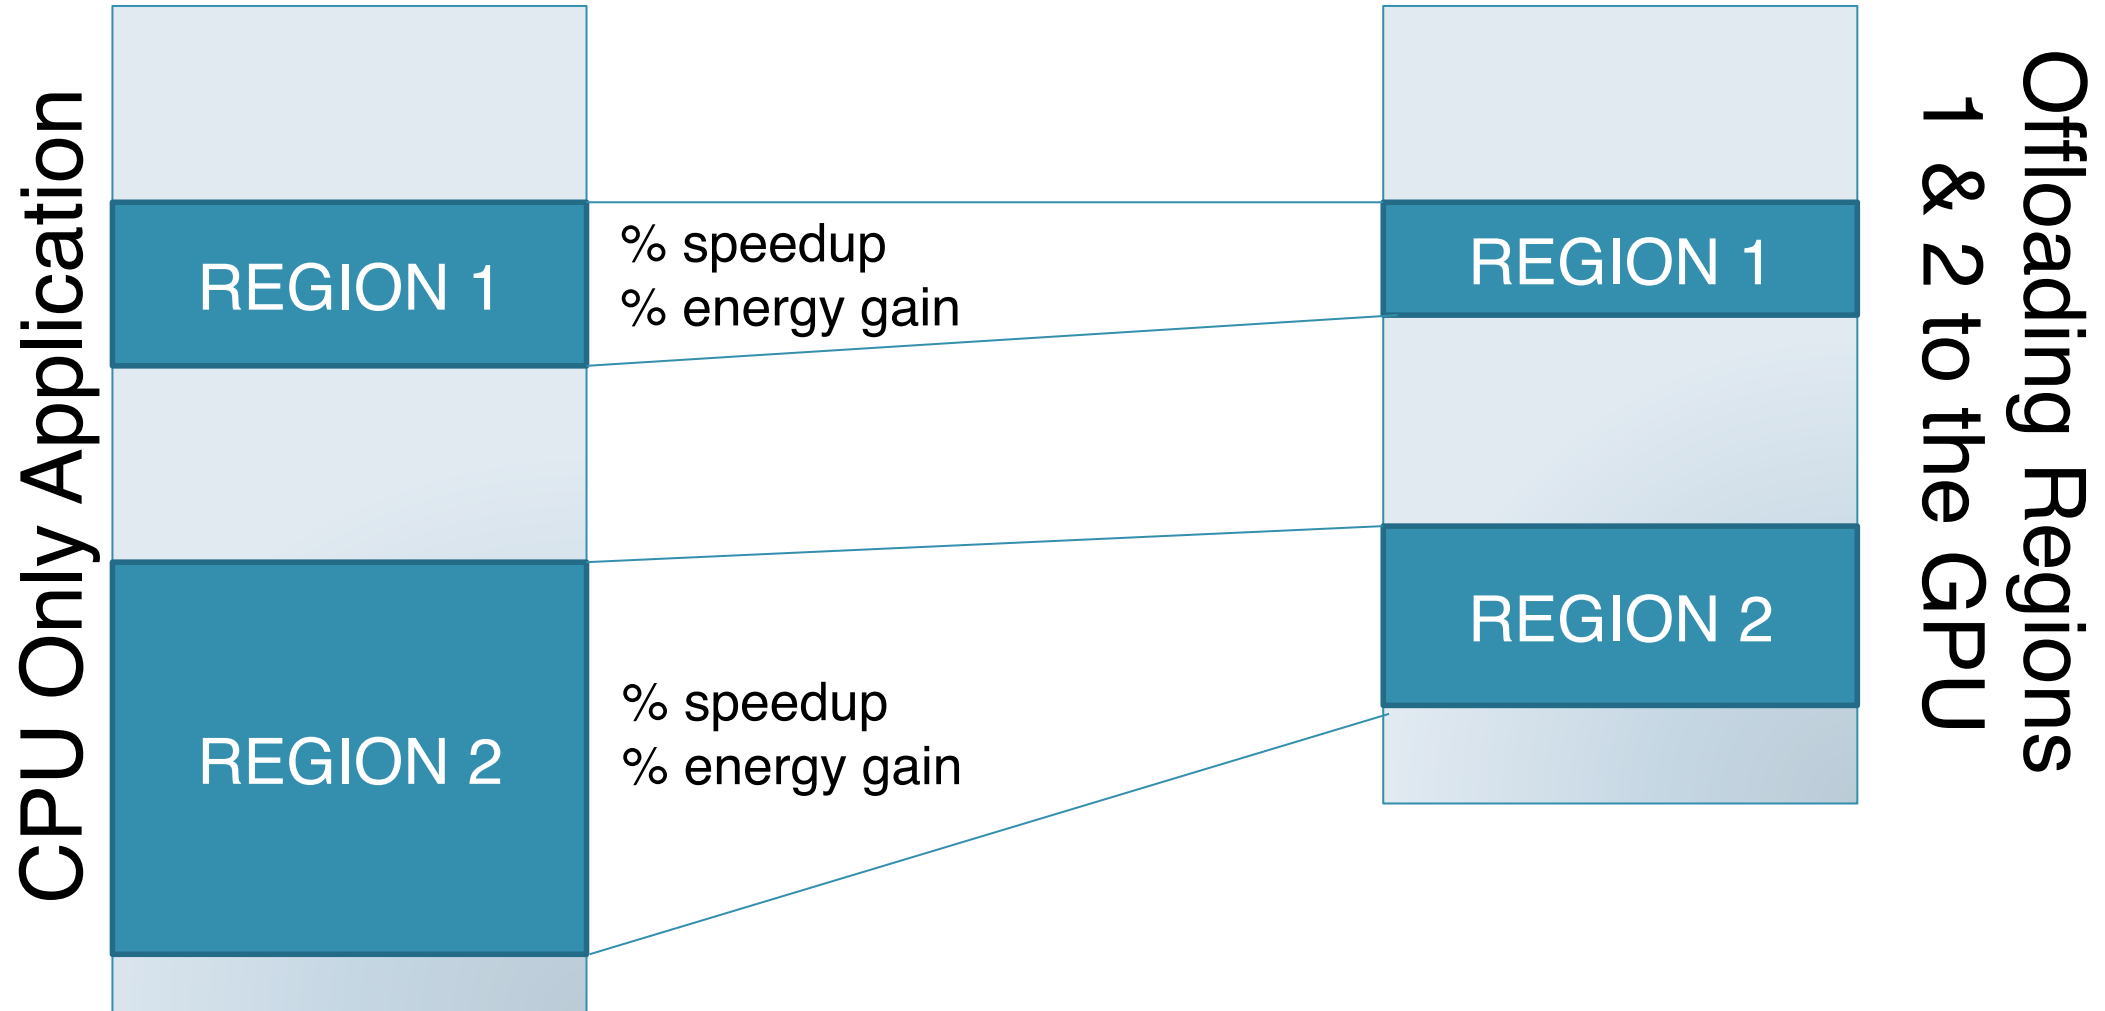 CPU Only Application
REGION 1
% speedup
% energy gain
REGION 1
REGION 2
% speedup
% energy gain
REGION 2
Offloading Regions
1 & 2 to the GPU